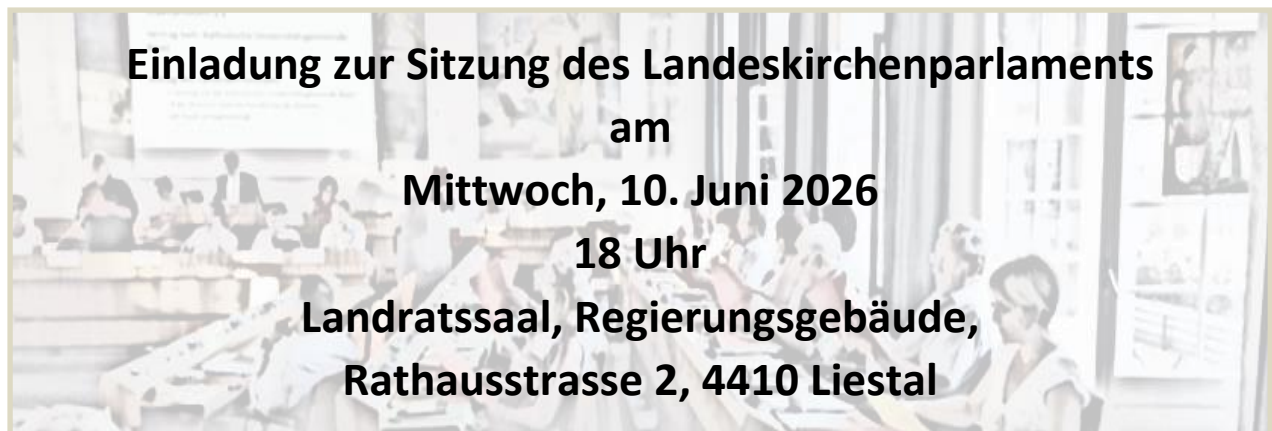 Einladung zur Sitzung des Landeskirchenparlaments
am
Mittwoch, 10. Juni 2026
18 Uhr
Landratssaal, Regierungsgebäude,
Rathausstrasse 2, 4410 Liestal